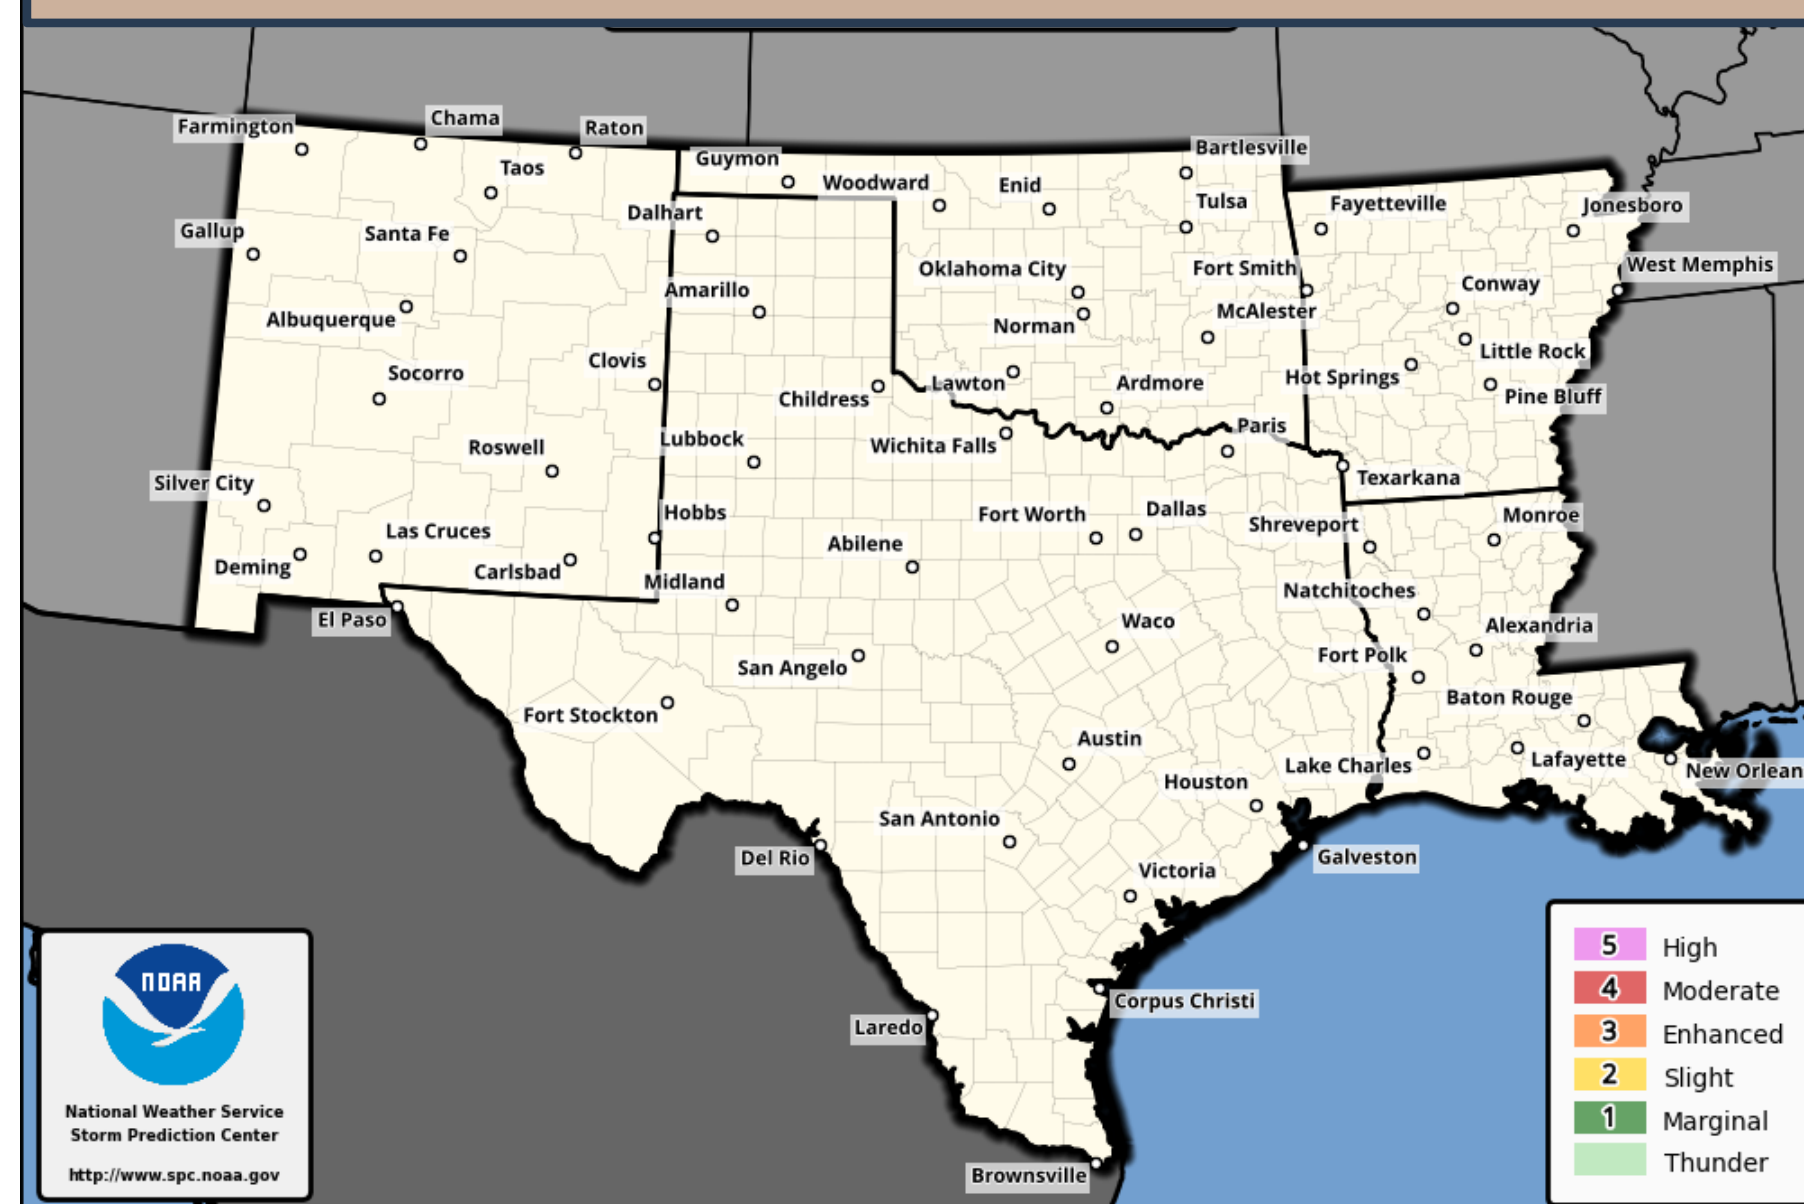 Farmington
Chama
Raton
Taos
Guymon
Bartlesville
Woodward
Enid
Tulsa
Fayetteville
Jonesboro
Dalhart
Gallup
Santa Fe
Oklahoma City
Fort Smith
West Memphis
Amarillo
Conway
Albuquerque
Norman
McAlester
Little Rock
Socorro
Clovis
Childress
Lawton
Ardmore
Hot Springs
Pine Bluff
Roswell
Lubbock
Wichita Falls
Paris
Texarkana
Silver City
Hobbs
Fort Worth
Dallas
Shreveport
Monroe
Las Cruces
Abilene
Deming
Carlsbad
Midland
Natchitoches
El Paso
Waco
Alexandria
San Angelo
Fort Polk
Fort Stockton
Baton Rouge
Austin
Lake Charles
Lafayette
New Orlean
Houston
San Antonio
Del Rio
Galveston
Victoria
Corpus Christi
Laredo
Brownsville
NOAA
National Weather Service
Storm Prediction Center
http://www.spc.noaa.gov
5 High
4 Moderate
3 Enhanced
2 Slight
1 Marginal
Thunder